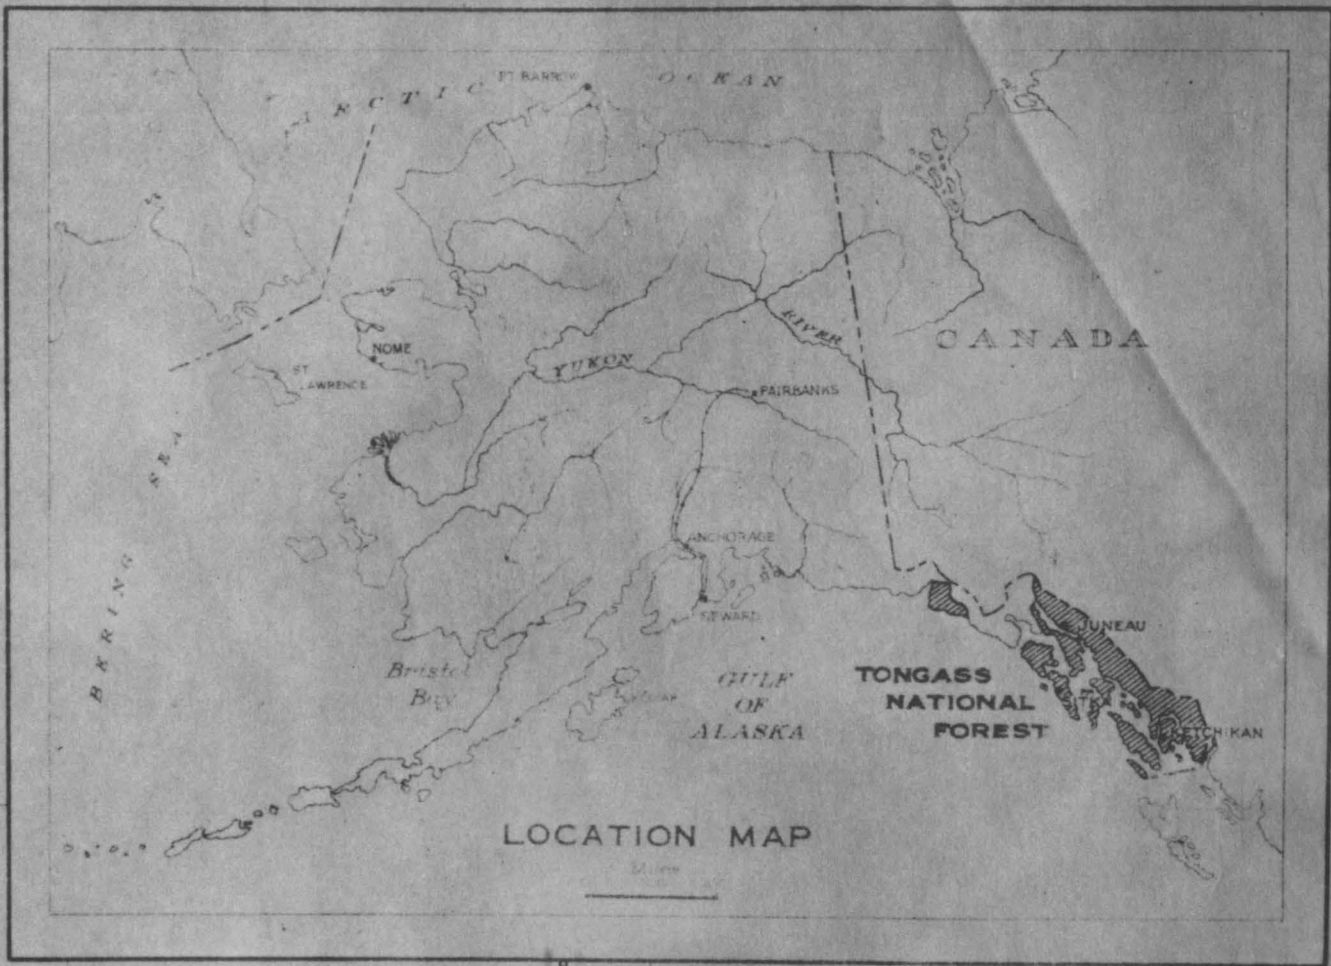 ARCTIC OCEAN
PT. BARROW
CANADA
RIVER
NOME
YUKON
ST
LAWRENCE
FAIRBANKS
BERING SEA
ANCHORAGE
SEWARD
JUNEAU
Bristol
Bay
GULF
OF
ALASKA
TONGASS
NATIONAL
FOREST
KETCHIKAN
LOCATION MAP
Miles